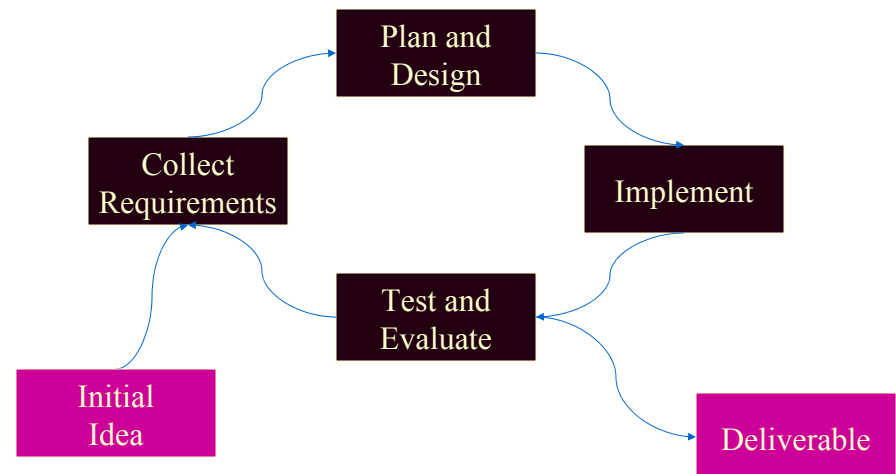 Plan and
Design
Collect
Requirements
Implement
Test and
Evaluate
Initial
Idea
Deliverable